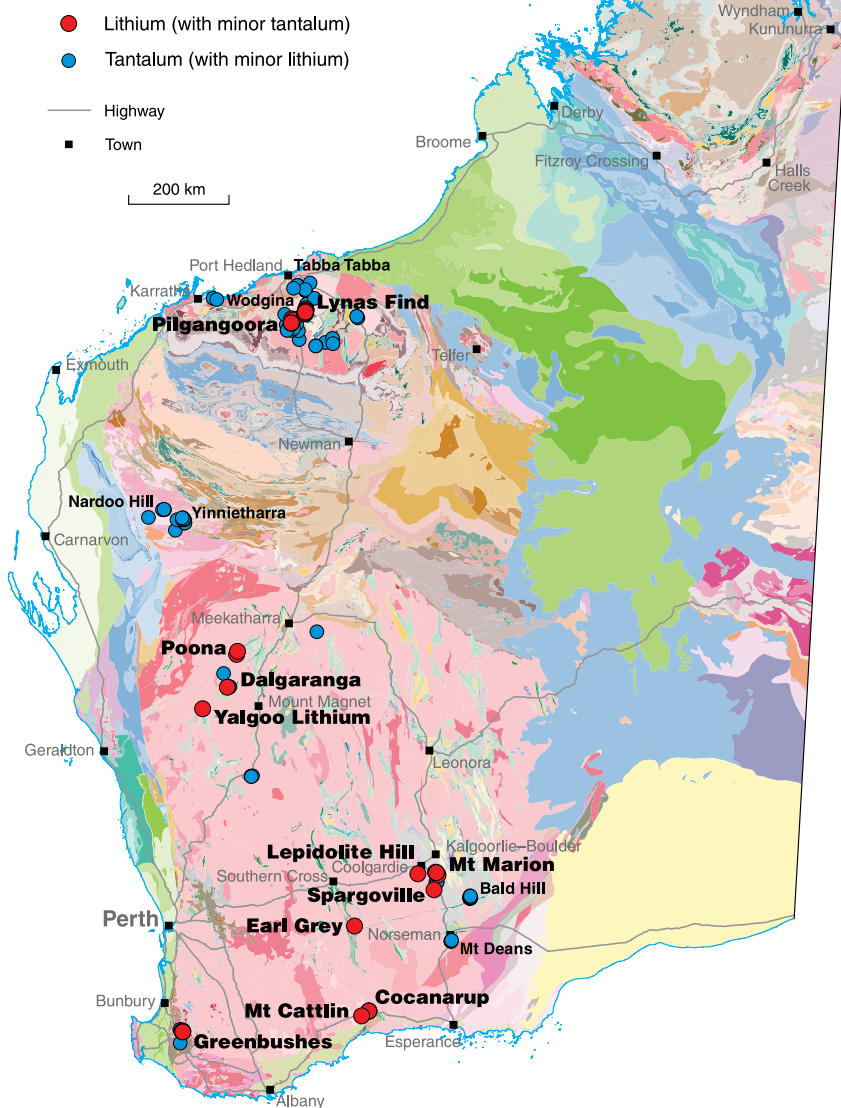 Lithium (with minor tantalum)
Tantalum (with minor lithium)
Highway
Town
200 km
Wyndham
Kununurra
Derby
Broome
Fitzroy Crossing
Halls
Creek
Port Hedland
Tabba Tabba
Karratha
Wodgina
Lynas Find
Pilgangoora
Telfer
Exmouth
Newman
Nardoo Hill
Yinnietharra
Carnarvon
Meekatharra
Poona
Dalgaranga
Mount Magnet
Yalgoo Lithium
Geraldton
Leonora
Kalgoorlie–Boulder
Lepidolite Hill
Coolgardie
Mt Marion
Southern Cross
Spargoville
Bald Hill
Perth
Earl Grey
Norseman
Mt Deans
Bunbury
Cocanarup
Mt Cattlin
Greenbushes
Esperance
Albany